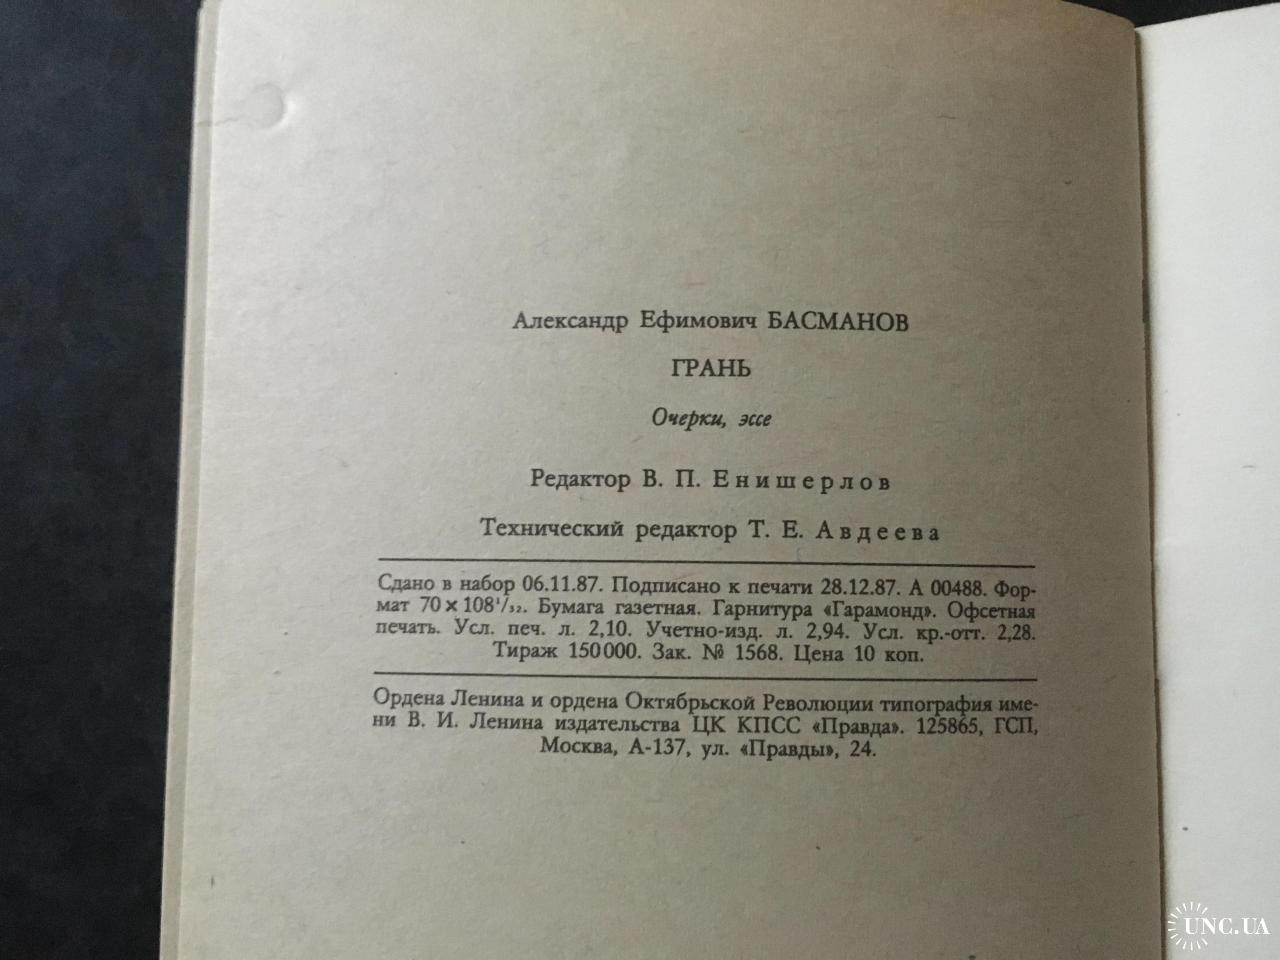 Александр Ефимович БАСМАНОВ
ГРАНЬ
Очерки, эссе
Редактор В. П. Енишерлов
Технический редактор Т. Е. Авдеева
Сдано в набор 06.11.87. Подписано к печати 28.12.87. А 00488. Фор-
мат 70×108¹/₃₂. Бумага газетная. Гарнитура «Гарамонд». Офсетная
печать. Усл. печ. л. 2,10. Учетно-изд. л. 2,94. Усл. кр.-отт. 2,28.
Тираж 150000. Зак. № 1568. Цена 10 коп.
Ордена Ленина и ордена Октябрьской Революции типография име-
ни В. И. Ленина издательства ЦК КПСС «Правда». 125865, ГСП,
Москва, А-137, ул. «Правды», 24.
UNC.UA